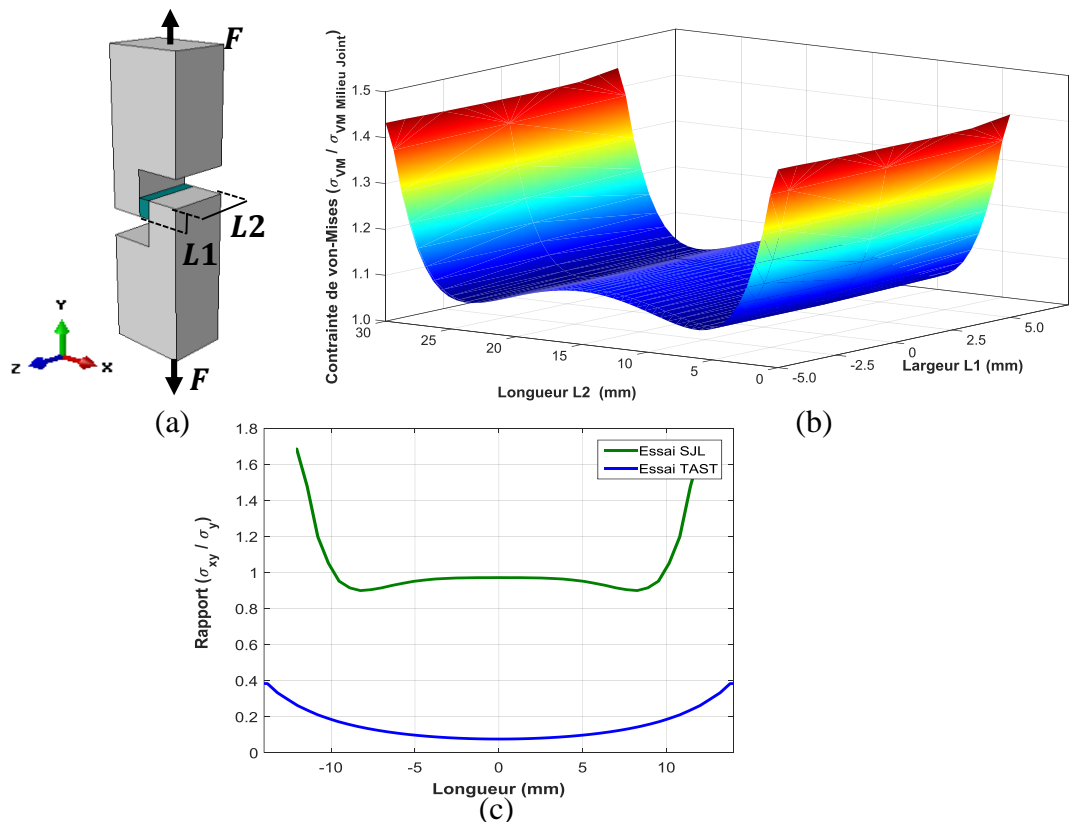 F
L2
L1
Y
Z
X
F
(a)
Contrainte de von-Mises (σVM / σVM Milieu Joint)
1.5
1.4
1.3
1.2
1.1
1.0
30
25
20
15
10
5
0
Longueur L2 (mm)
-5.0
-2.5
0
2.5
5.0
Largeur L1 (mm)
(b)
Rapport (σxy / σy)
1.8
1.6
1.4
1.2
1
0.8
0.6
0.4
0.2
0
Essai SJL
Essai TAST
-10
-5
0
5
10
Longueur (mm)
(c)